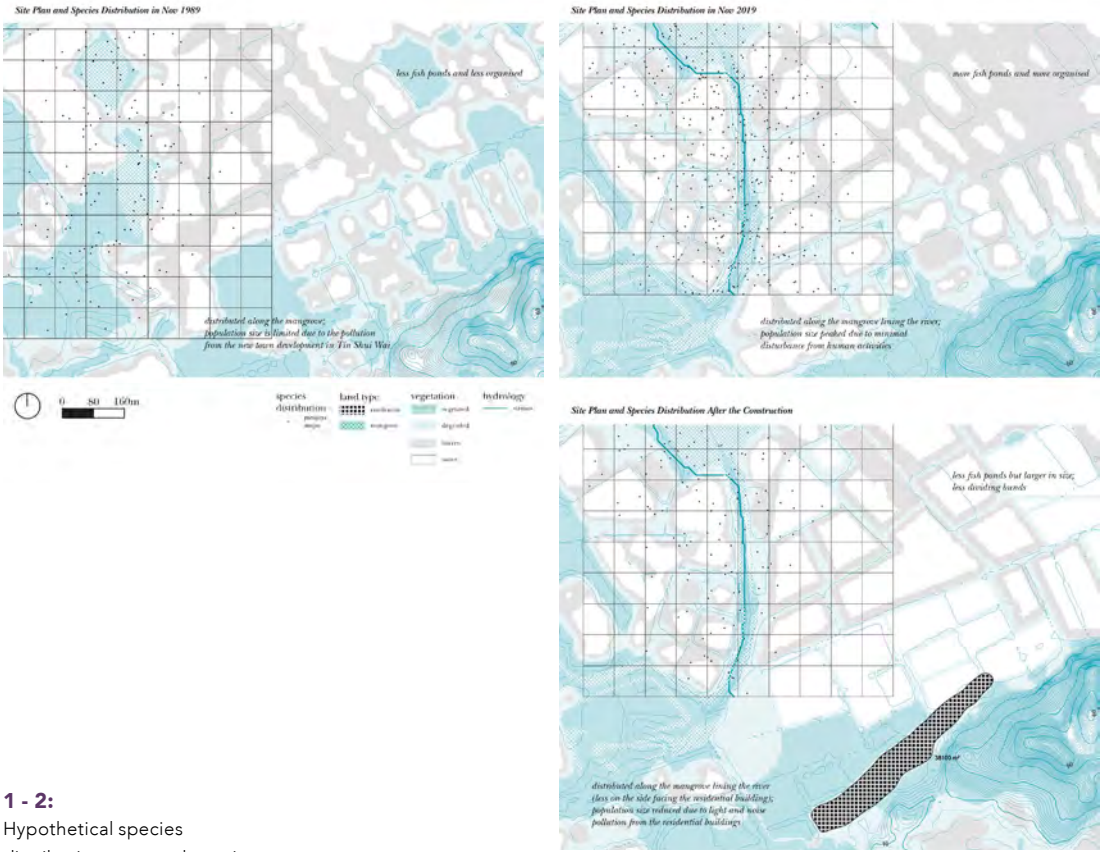 Site Plan and Species Distribution in Nov 1989
less fish ponds and less organised
distributed along the mangrove;
population size is limited due to the pollution
from the new town development in Tin Shui Wai
0 80 160m
species
distribution
land type
residential
mangrove
vegetation
vegetated
degraded
hydrology
Site Plan and Species Distribution in Nov 2019
more fish ponds and more organised
distributed along the mangrove lining the river;
population size peaked due to minimal
disturbance from human activities
Site Plan and Species Distribution After the Construction
less fish ponds but larger in size;
less dividing bunds
38100 m²
distributed along the mangrove lining the river
(less on the side facing the residential buildings);
population size reduced due to light and noise
pollution from the residential buildings
1 - 2:
Hypothetical species